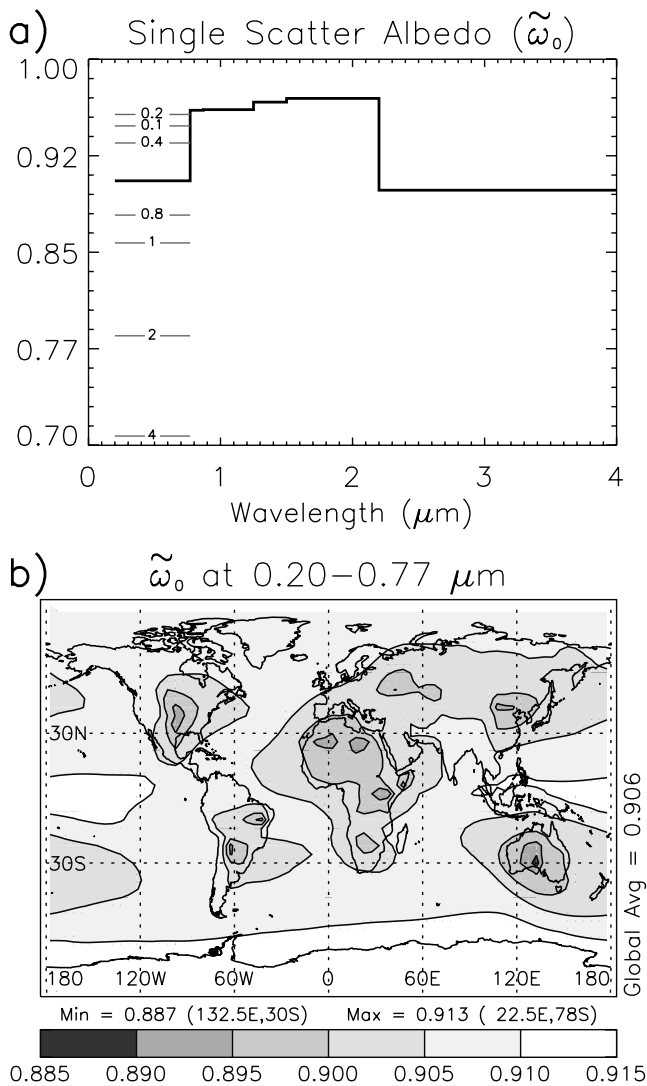 a) Single Scatter Albedo (ω̃₀)
1.00
0.2
0.1
0.4
0.92
0.8
0.85
1
2
0.77
0.70
4
0 1 2 3 4
Wavelength (μm)
b) ω̃₀ at 0.20−0.77 μm
30N
30S
180 120W 60W 0 60E 120E 180
Global Avg = 0.906
Min = 0.887 (132.5E,30S) Max = 0.913 ( 22.5E,78S)
0.885 0.890 0.895 0.900 0.905 0.910 0.915